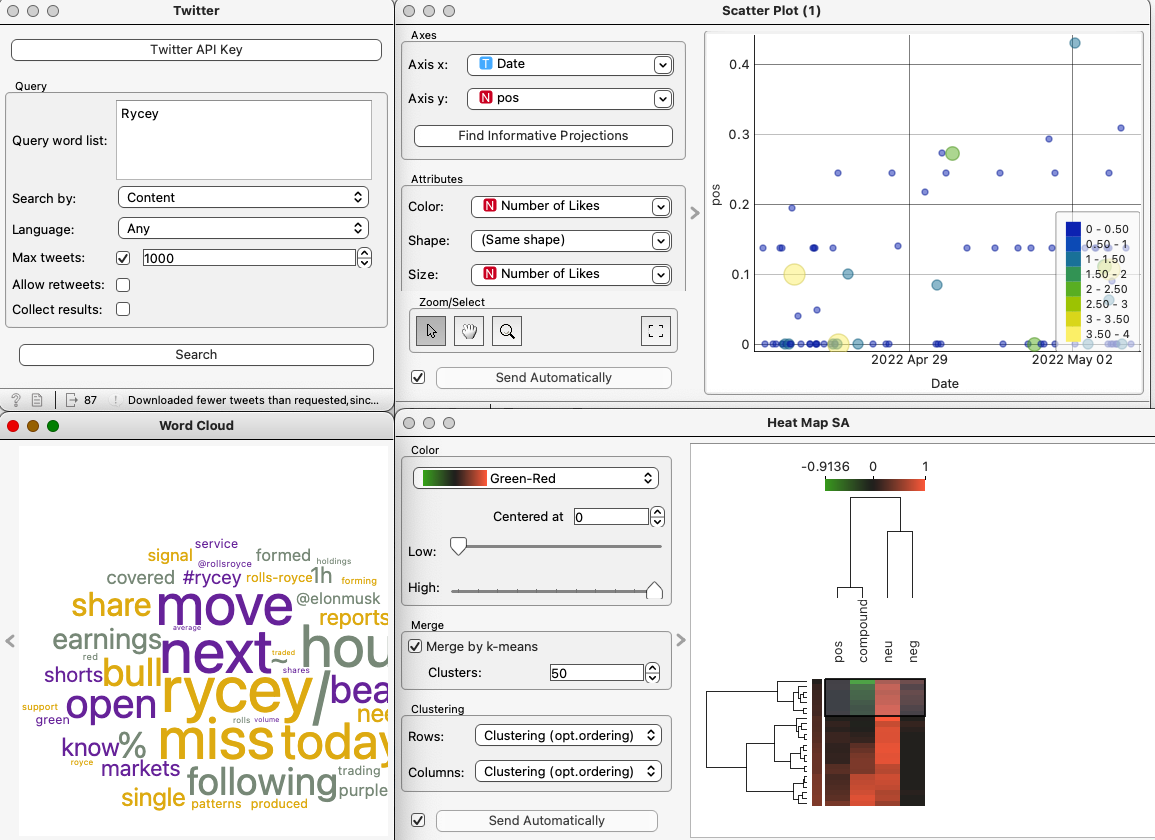 Twitter
Twitter API Key
Query
Query word list:
Rycey
Search by:
Content
Language:
Any
Max tweets:
1000
Allow retweets:
Collect results:
Search
87
Downloaded fewer tweets than requested,sinc...
Scatter Plot (1)
Axes
Axis x:
T Date
Axis y:
N pos
Find Informative Projections
Attributes
Color:
N Number of Likes
Shape:
(Same shape)
Size:
N Number of Likes
Zoom/Select
Send Automatically
0.4
0.3
0.2
0.1
0
pos
2022 Apr 29
2022 May 02
Date
0 - 0.50
0.50 - 1
1 - 1.50
1.50 - 2
2 - 2.50
2.50 - 3
3 - 3.50
3.50 - 4
Word Cloud
service
signal
formed
@rollsroyce
holdings
covered
#rycey
rolls-royce
1h
forming
share
move
@elonmusk
reports
average
earnings
next
hou
red
traded
~
shares
shorts
bull
rycey/
bea
support
open
green
rolls
volume
nee
know
%
miss
today
royce
markets
following
trading
purple
single
patterns
produced
Heat Map SA
Color
Green-Red
Centered at
0
Low:
High:
Merge
Merge by k-means
Clusters:
50
Clustering
Rows:
Clustering (opt.ordering)
Columns:
Clustering (opt.ordering)
Send Automatically
-0.9136
0
1
pos
compound
neu
neg